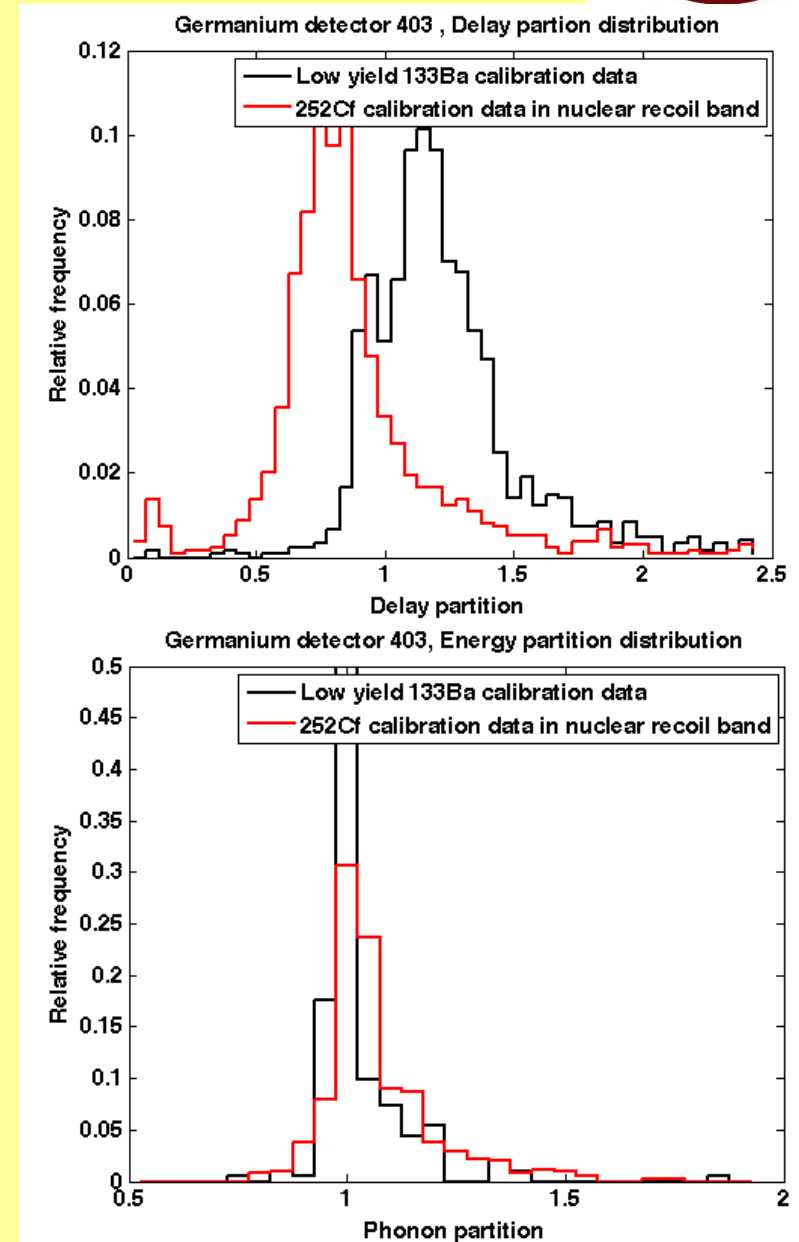 Germanium detector 403 , Delay partion distribution
0.12
0.1
0.08
0.06
0.04
0.02
0
Relative frequency
Low yield 133Ba calibration data
252Cf calibration data in nuclear recoil band
0 0.5 1 1.5 2 2.5
Delay partition
Germanium detector 403, Energy partition distribution
0.5
0.45
0.4
0.35
0.3
0.25
0.2
0.15
0.1
0.05
0
Relative frequency
Low yield 133Ba calibration data
252Cf calibration data in nuclear recoil band
0.5 1 1.5 2
Phonon partition